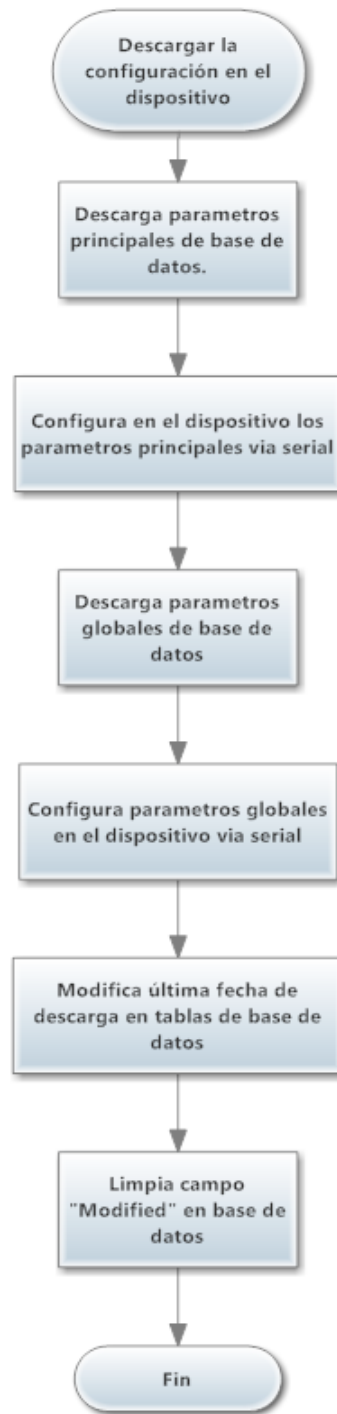 Descargar la
configuración en el
dispositivo
Descarga parametros
principales de base de
datos.
Configura en el dispositivo los
parametros principales via serial
Descarga parametros
globales de base de
datos
Configura parametros globales
en el dispositivo via serial
Modifica última fecha de
descarga en tablas de base de
datos
Limpia campo
"Modified" en base de
datos
Fin